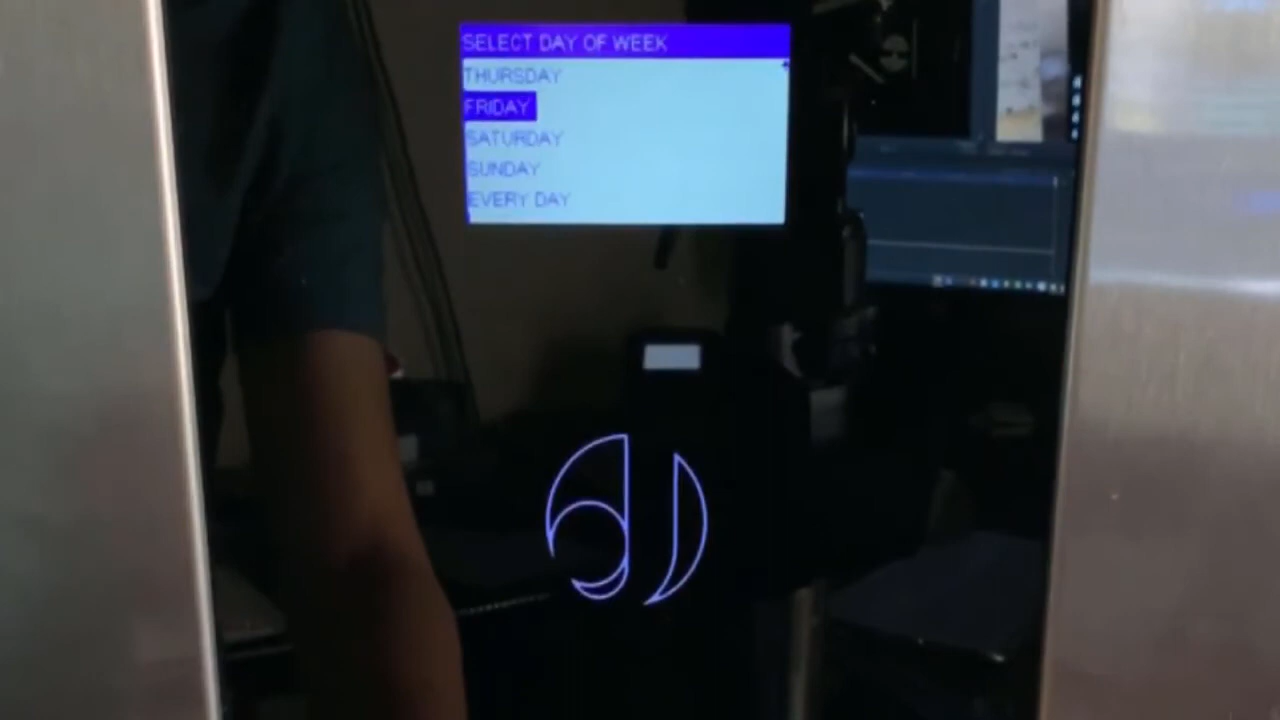 SELECT DAY OF WEEK
THURSDAY
FRIDAY
SATURDAY
SUNDAY
EVERY DAY